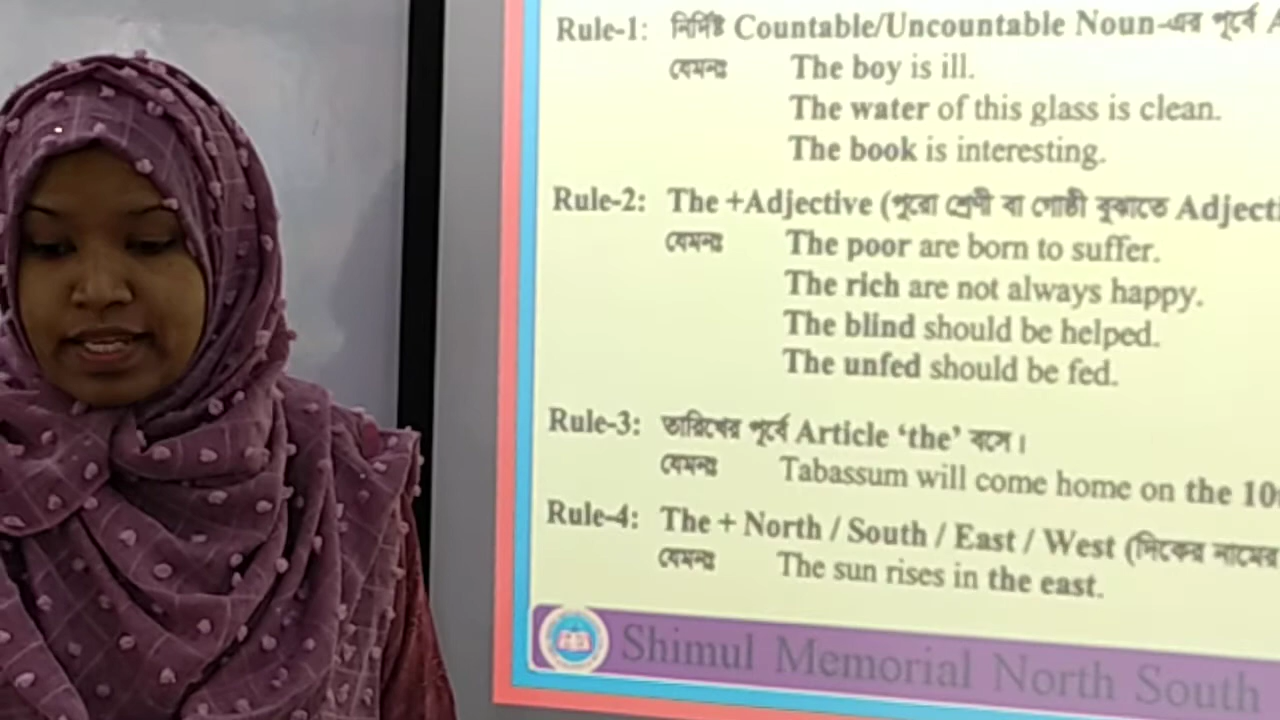 Rule-1: নির্দিষ্ট Countable/Uncountable Noun-এর পূর্বে
যেমনঃ The boy is ill.
The water of this glass is clean.
The book is interesting.
Rule-2: The +Adjective (পুরো শ্রেণী বা গোষ্ঠী বুঝাতে
যেমনঃ The poor are born to suffer.
The rich are not always happy.
The blind should be helped.
The unfed should be fed.
Rule-3: তারিখের পূর্বে Article ‘the’ বসে।
যেমনঃ Tabassum will come home on the 10
Rule-4: The + North / South / East / West (দিকের নামের
যেমনঃ The sun rises in the east.
Shimul Memorial North South